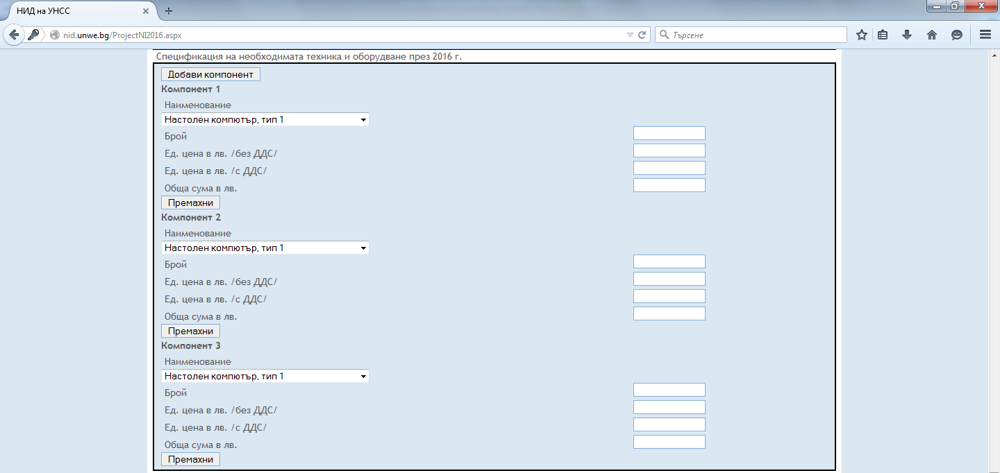 НИД на УНСС
nid.unwe.bg/ProjectNI2016.aspx
Търсене
Спецификация на необходимата техника и оборудване през 2016 г.
Добави компонент
Компонент 1
Наименование
Настолен компютър, тип 1
Брой
Ед. цена в лв. /без ДДС/
Ед. цена в лв. /с ДДС/
Обща сума в лв.
Премахни
Компонент 2
Наименование
Настолен компютър, тип 1
Брой
Ед. цена в лв. /без ДДС/
Ед. цена в лв. /с ДДС/
Обща сума в лв.
Премахни
Компонент 3
Наименование
Настолен компютър, тип 1
Брой
Ед. цена в лв. /без ДДС/
Ед. цена в лв. /с ДДС/
Обща сума в лв.
Премахни